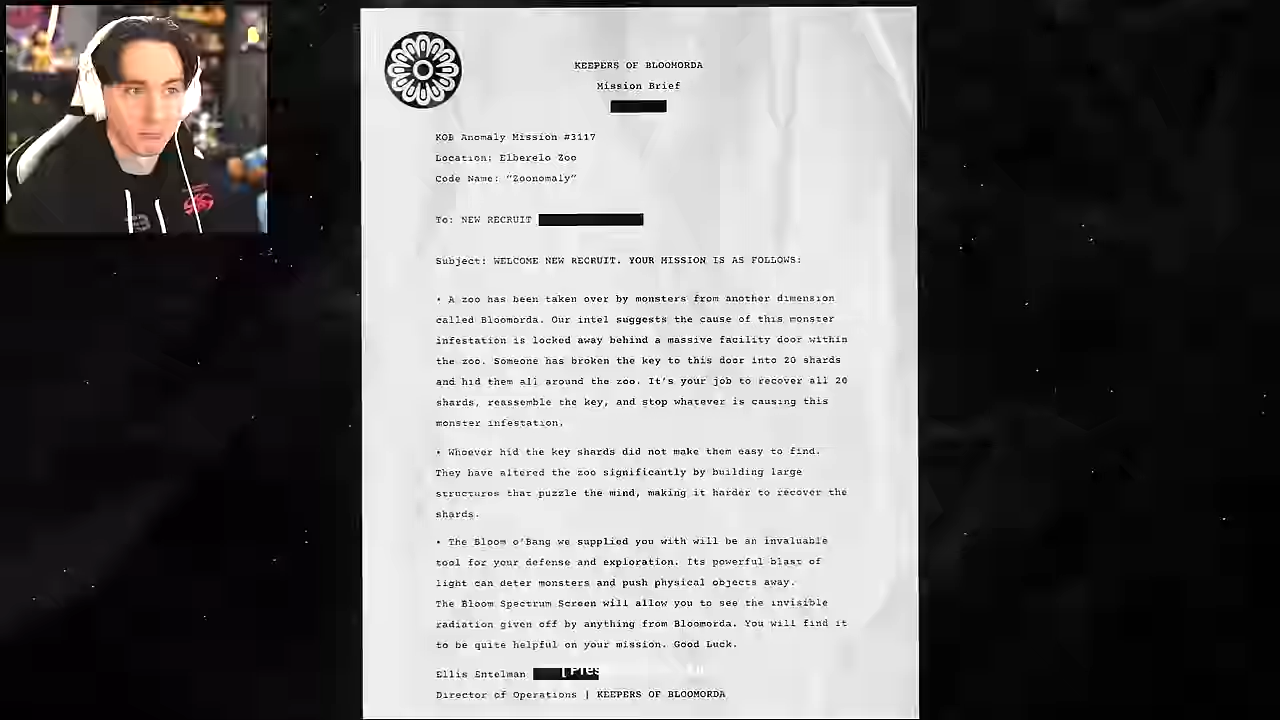 KEEPERS OF BLOOMORDA
Mission Brief
KOB Anomaly Mission #3117
Location: Elberelo Zoo
Code Name: “Zoonomaly”
To: NEW RECRUIT
Subject: WELCOME NEW RECRUIT. YOUR MISSION IS AS FOLLOWS:
• A zoo has been taken over by monsters from another dimension
called Bloomorda. Our intel suggests the cause of this monster
infestation is locked away behind a massive facility door within
the zoo. Someone has broken the key to this door into 20 shards
and hid them all around the zoo. It's your job to recover all 20
shards, reassemble the key, and stop whatever is causing this
monster infestation.
• Whoever hid the key shards did not make them easy to find.
They have altered the zoo significantly by building large
structures that puzzle the mind, making it harder to recover the
shards.
• The Bloom o'Bang we supplied you with will be an invaluable
tool for your defense and exploration. Its powerful blast of
light can deter monsters and push physical objects away.
The Bloom Spectrum Screen will allow you to see the invisible
radiation given off by anything from Bloomorda. You will find it
to be quite helpful on your mission. Good Luck.
Ellis Entelman
Director of Operations | KEEPERS OF BLOOMORDA